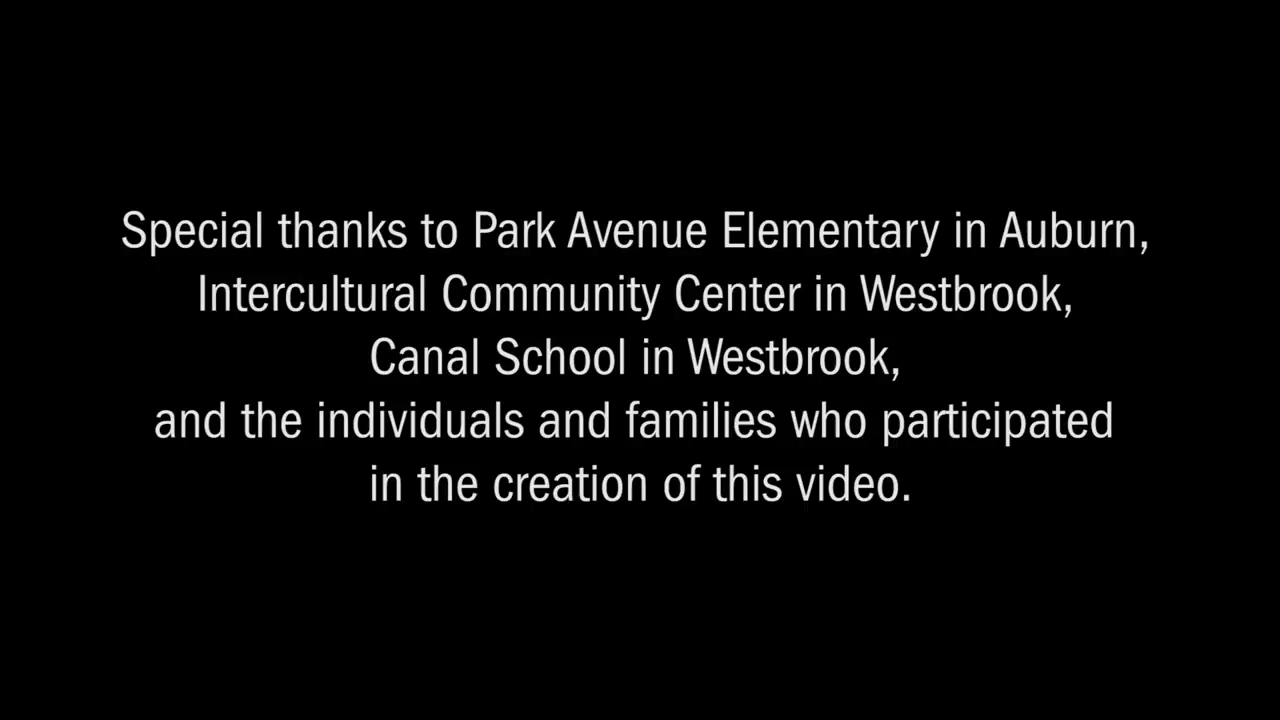 Special thanks to Park Avenue Elementary in Auburn,
Intercultural Community Center in Westbrook,
Canal School in Westbrook,
and the individuals and families who participated
in the creation of this video.